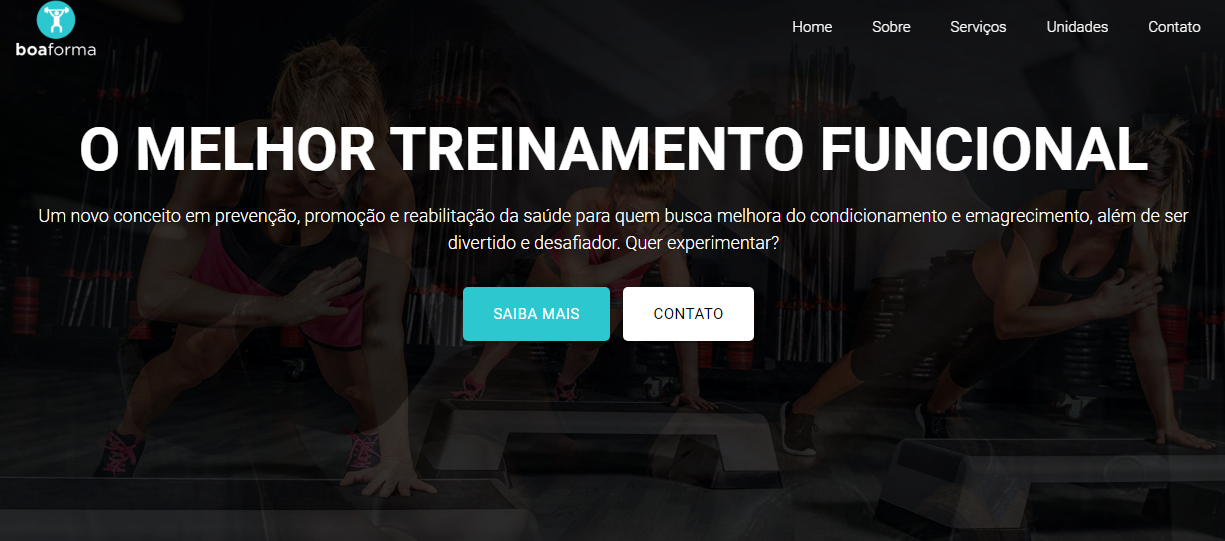 boaforma
Home Sobre Serviços Unidades Contato
O MELHOR TREINAMENTO FUNCIONAL
Um novo conceito em prevenção, promoção e reabilitação da saúde para quem busca melhora do condicionamento e emagrecimento, além de ser
divertido e desafiador. Quer experimentar?
SAIBA MAIS CONTATO